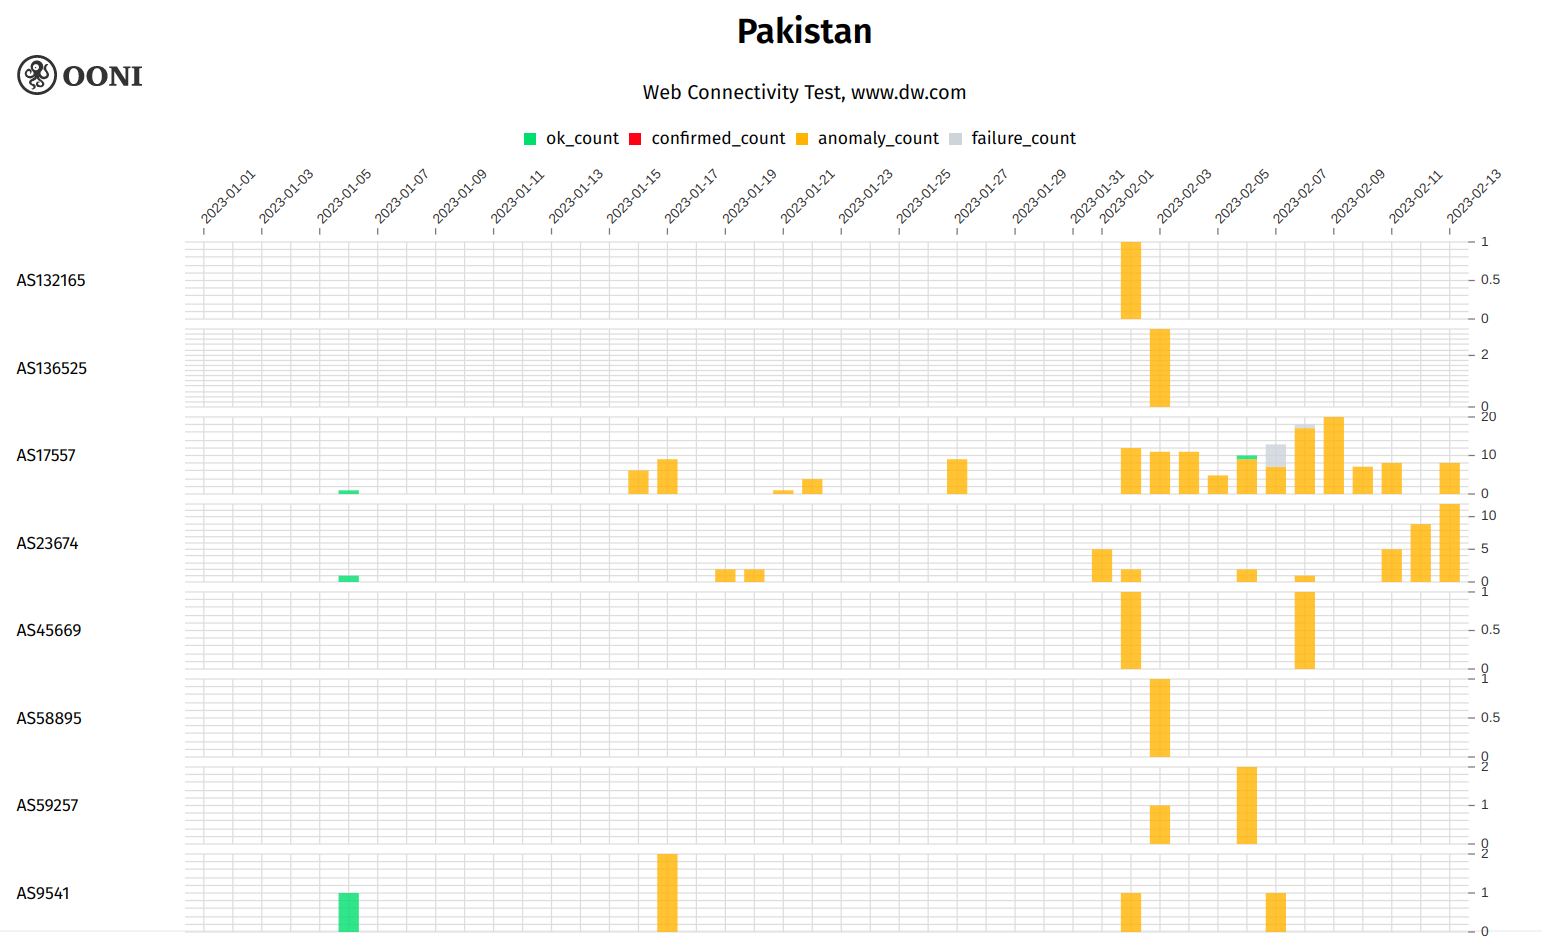 Pakistan
OONI
Web Connectivity Test, www.dw.com
ok_count confirmed_count anomaly_count failure_count
2023-01-01 2023-01-03 2023-01-05 2023-01-07 2023-01-09 2023-01-11 2023-01-13 2023-01-15 2023-01-17 2023-01-19 2023-01-21 2023-01-23 2023-01-25 2023-01-27 2023-01-29 2023-01-31 2023-02-01 2023-02-03 2023-02-05 2023-02-07 2023-02-09 2023-02-11 2023-02-13
1
AS132165 0.5
0
2
AS136525
0
20
AS17557 10
0
10
AS23674 5
0
1
AS45669 0.5
0
1
AS58895 0.5
0
2
AS59257 1
0
2
AS9541 1
0